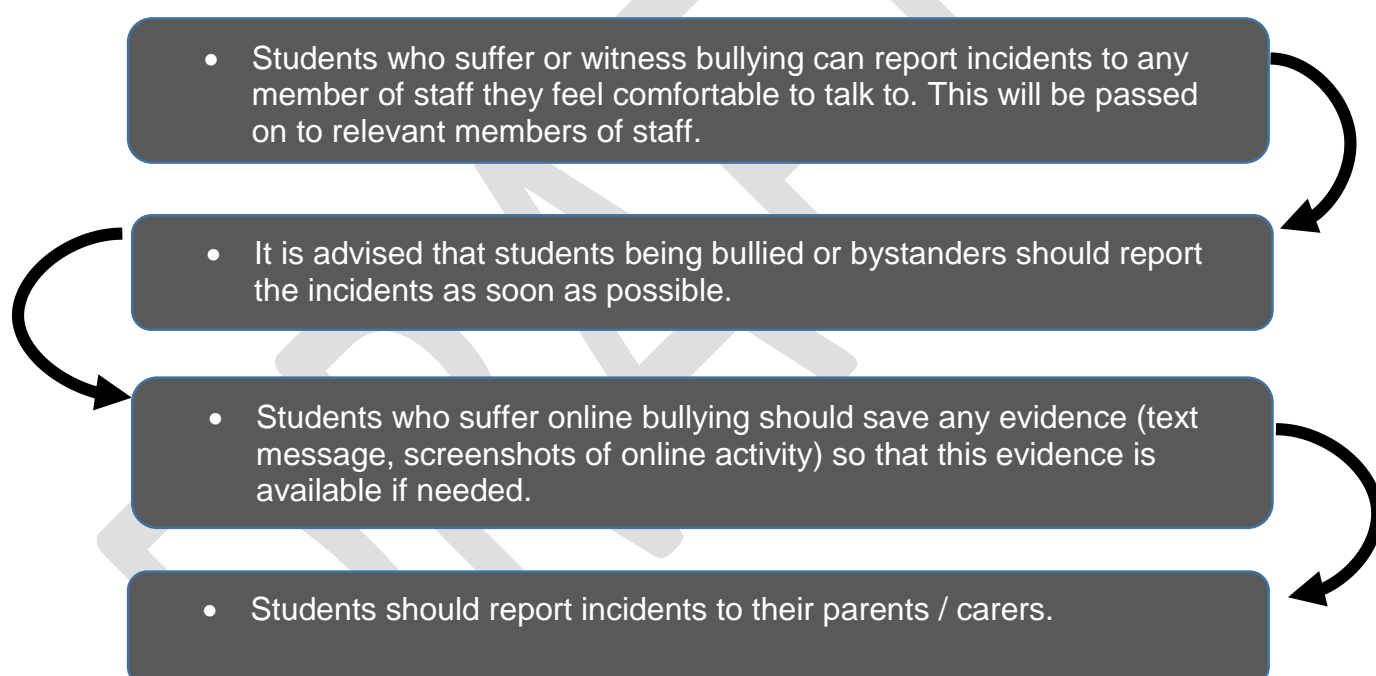 • Students who suffer or witness bullying can report incidents to any
member of staff they feel comfortable to talk to. This will be passed
on to relevant members of staff.
• It is advised that students being bullied or bystanders should report
the incidents as soon as possible.
• Students who suffer online bullying should save any evidence (text
message, screenshots of online activity) so that this evidence is
available if needed.
• Students should report incidents to their parents / carers.